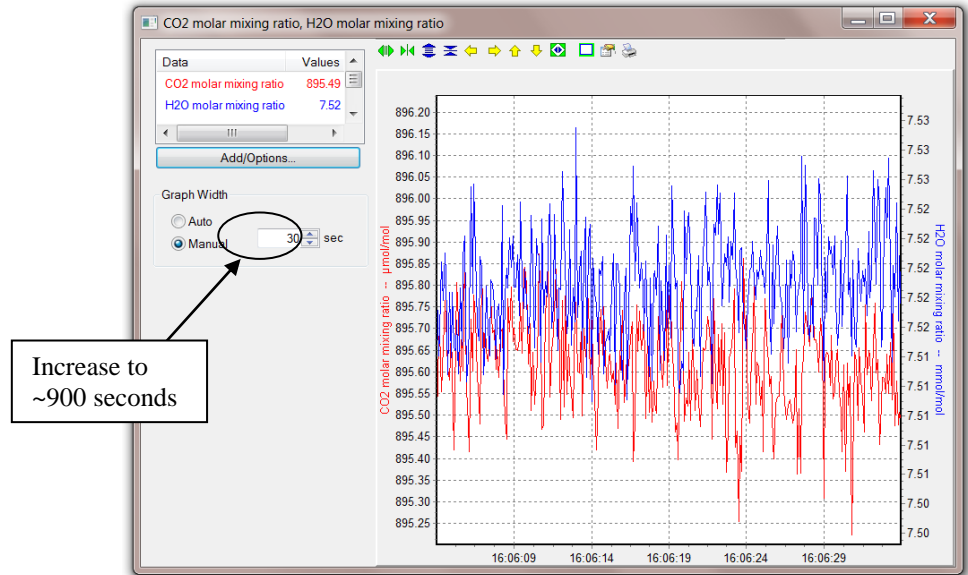 CO2 molar mixing ratio, H2O molar mixing ratio
Data Values
CO2 molar mixing ratio 895.49
H2O molar mixing ratio 7.52
Add/Options...
Graph Width
Auto
Manual 30 sec
Increase to
~900 seconds
CO2 molar mixing ratio -- µmol/mol
896.20
896.15
896.10
896.05
896.00
895.95
895.90
895.85
895.80
895.75
895.70
895.65
895.60
895.55
895.50
895.45
895.40
895.35
895.30
895.25
7.53
7.53
7.53
7.52
7.52
7.52
7.52
7.52
7.51
7.51
7.51
7.51
7.51
7.50
7.50
H2O molar mixing ratio -- mmol/mol
16:06:09 16:06:14 16:06:19 16:06:24 16:06:29